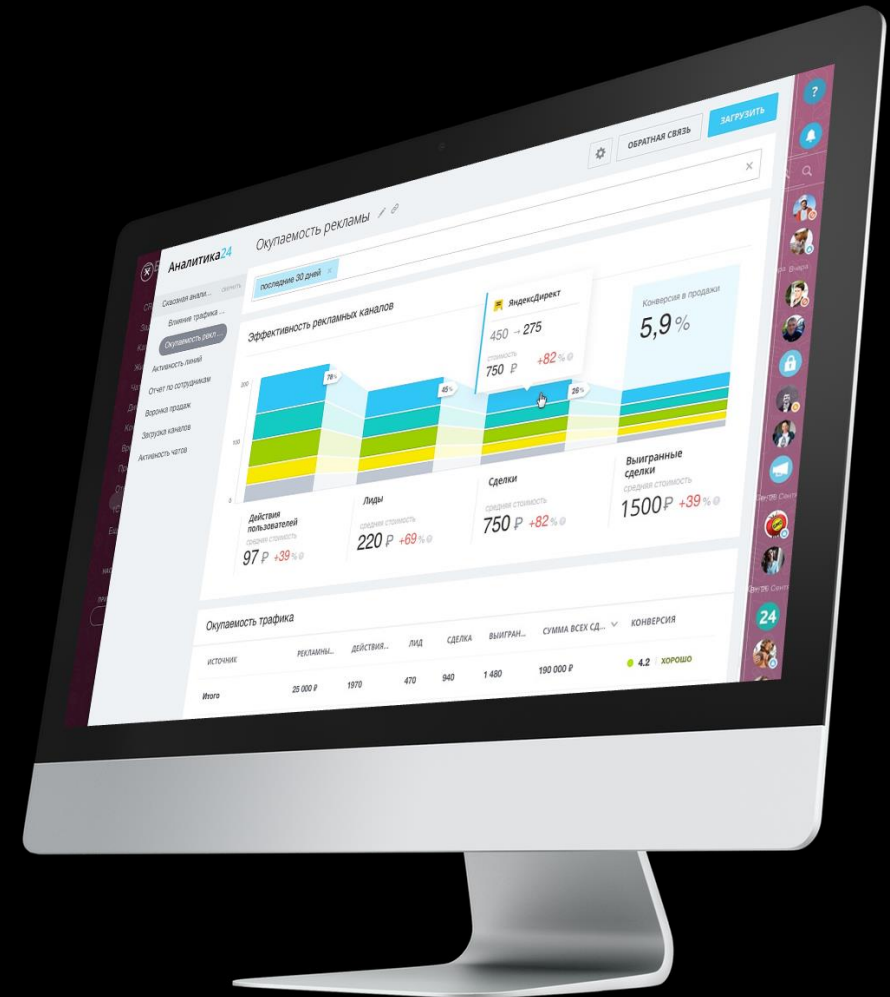 Аналитика24
Окупаемость рекламы
ОБРАТНАЯ СВЯЗЬ
ЗАГРУЗИТЬ
?
последние 30 дней ×
Сквозная анали... СВЕРНУТЬ
Влияние трафика ...
Окупаемость рекл ...
Активность линий
Отчет по сотрудникам
Воронка продаж
Загрузка каналов
Активность чатов
Эффективность рекламных каналов
ЯндексДирект
450 → 275
стоимость
750 ₽ +82 %
Конверсия в продажи
5,9 %
200
100
78 %
45 %
26 %
Действия
пользователей
средняя стоимость
97 ₽ +39 %
Лиды
средняя стоимость
220 ₽ +69 %
Сделки
средняя стоимость
750 ₽ +82 %
Выигранные
сделки
средняя стоимость
1500 ₽ +39 %
Окупаемость трафика
ИСТОЧНИК РЕКЛАМНЫ... ДЕЙСТВИЯ... ЛИД СДЕЛКА ВЫИГРАН... СУММА ВСЕХ СД... КОНВЕРСИЯ
Итого 25 000 ₽ 1970 470 940 1 480 190 000 ₽ 4.2 ХОРОШО
Вчера
24